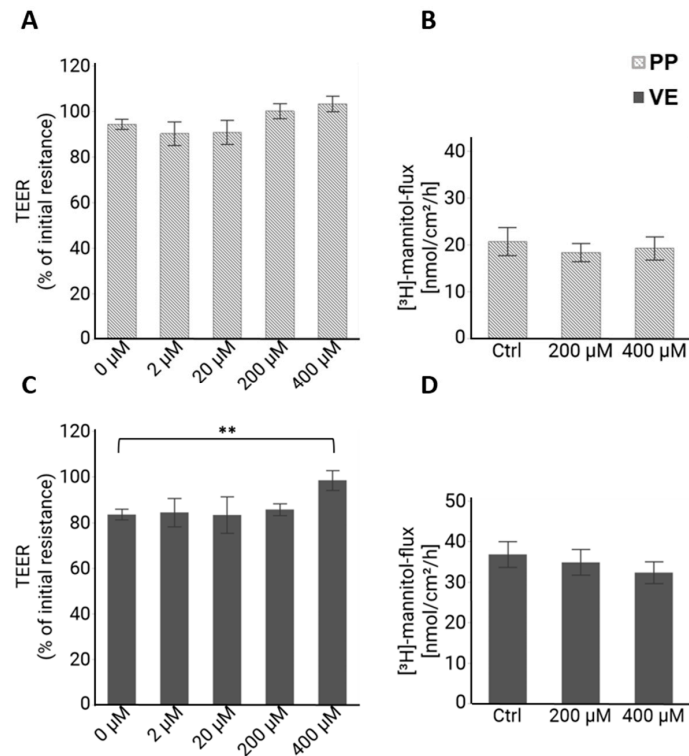 A
B
PP
VE
TEER
(% of initial resitance)
120
100
80
60
40
20
0
0 µM
2 µM
20 µM
200 µM
400 µM
[³H]-mannitol-flux
[nmol/cm²/h]
40
30
20
10
0
Ctrl
200 µM
400 µM
C
D
TEER
(% of initial resistance)
120
100
80
60
40
20
0
**
0 µM
2 µM
20 µM
200 µM
400 µM
[³H]-mannitol-flux
[nmol/cm²/h]
50
40
30
20
10
0
Ctrl
200 µM
400 µM